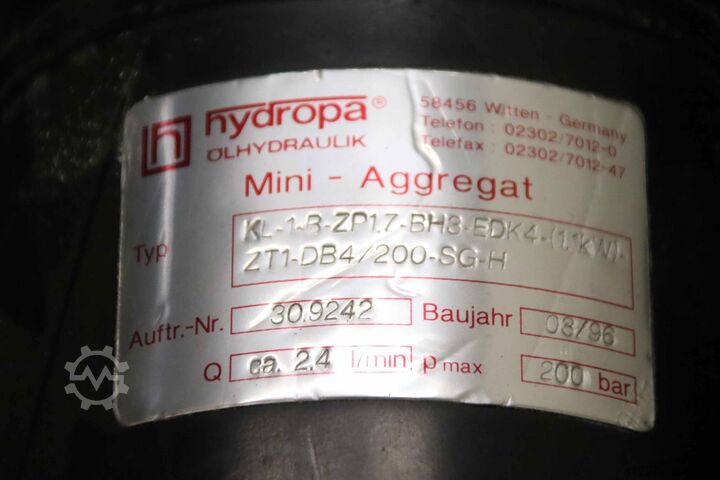 hydropa®
ÖLHYDRAULIK
58456 Witten - Germany
Telefon : 02302/7012-0
Telefax : 02302/7012-47
Mini - Aggregat
Typ KL-1-B-ZP1,7-BH8-EDK4-(1,1kW)-
ZT1-DB4/200-SG-H
Auftr.-Nr. 30.9242 Baujahr 08/96
Q ca. 2,4 l/min p max 200 bar